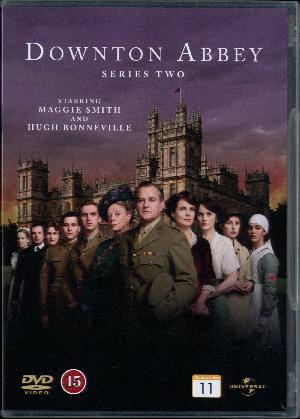 DOWNTON ABBEY
SERIES TWO
STARRING
MAGGIE SMITH
AND
HUGH BONNEVILLE
DVD
VIDEO
15
11
UNIVERSAL